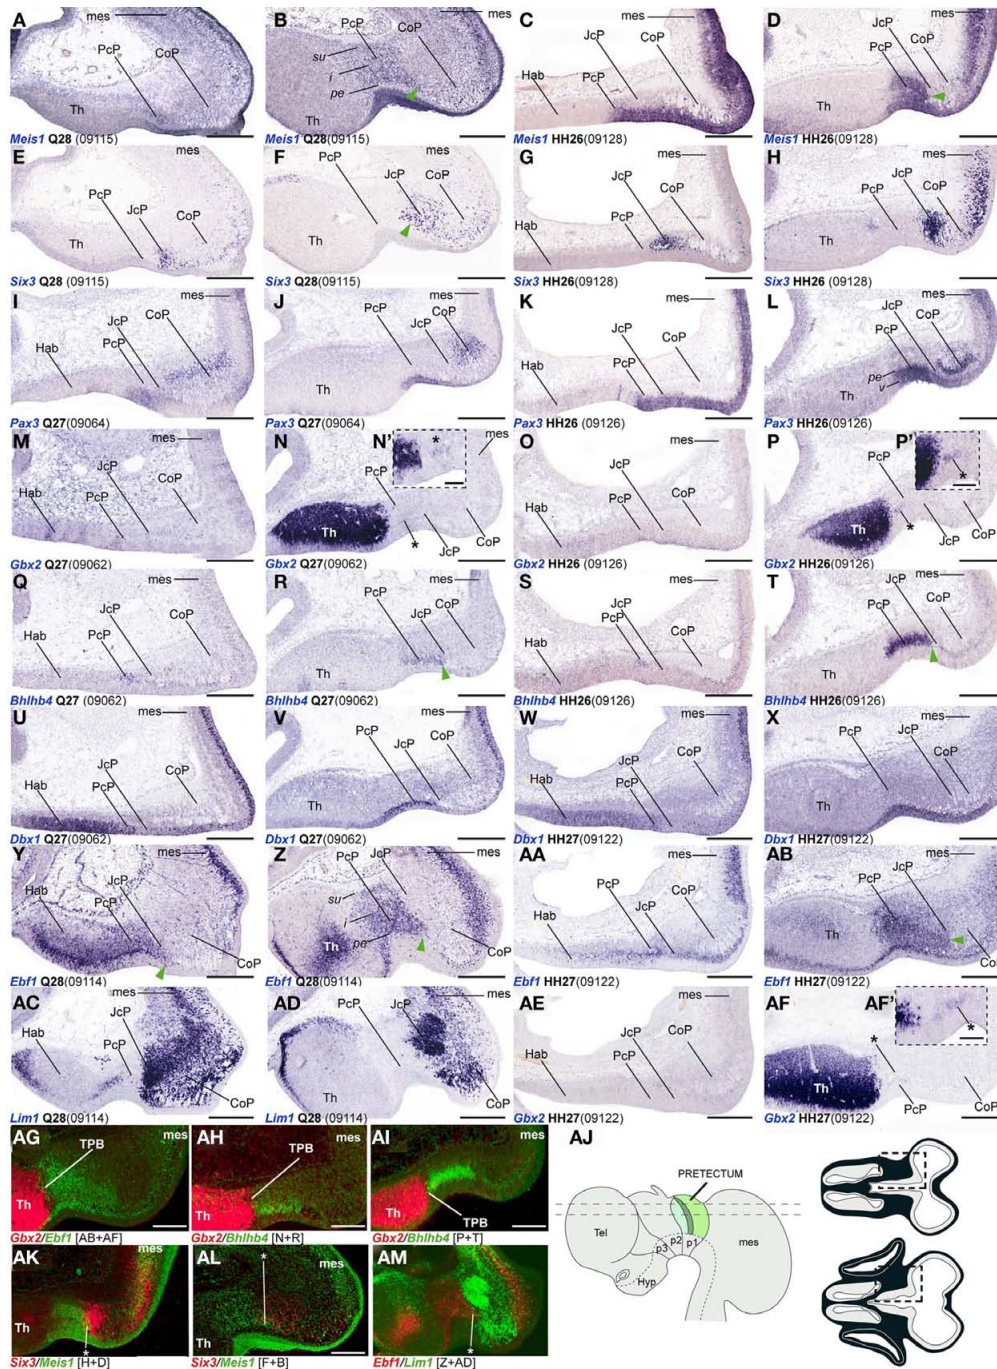 A mes PcP CoP Th
Meis1 Q28 (09115)
B mes PcP CoP su i pe Th
Meis1 Q28 (09115)
C mes JcP CoP PcP Hab
Meis1 HH26 (09128)
D mes JcP CoP PcP Th
Meis1 HH26 (09128)
E mes PcP JcP CoP Th
Six3 Q28 (09115)
F mes PcP JcP CoP Th
Six3 Q28 (09115)
G mes JcP CoP PcP Hab
Six3 HH26(09128)
H mes CoP JcP PcP Th
Six3 HH26 (09128)
I mes CoP JcP Hab PcP
Pax3 Q27(09064)
J mes CoP PcP JcP Th
Pax3 Q27(09064)
K mes JcP CoP PcP Hab
Pax3 HH26 (09126)
L mes CoP JcP PcP pe v Th
Pax3 HH26 (09126)
M mes JcP CoP Hab PcP
Gbx2 Q27(09062)
N N' * mes PcP Th * JcP CoP
Gbx2 Q27(09062)
O mes JcP CoP PcP Hab
Gbx2 HH26 (09126)
P P' * PcP Th * JcP CoP
Gbx2 HH26(09126)
Q mes JcP CoP Hab PcP
Bhlhb4 Q27(09062)
R mes CoP PcP JcP Th
Bhlhb4 Q27(09062)
S mes JcP CoP PcP Hab
Bhlhb4 HH26(09126)
T mes JcP CoP PcP Th
Bhlhb4 HH26(09126)
U mes CoP JcP Hab PcP
Dbx1 Q27(09062)
V mes CoP PcP JcP Th
Dbx1 Q27(09062)
W mes CoP JcP Hab PcP
Dbx1 HH27(09122)
X mes CoP PcP JcP Th
Dbx1 HH27(09122)
Y mes JcP Hab PcP CoP
Ebf1 Q28(09114)
Z mes JcP PcP su i pe Th CoP
Ebf1 Q28(09114)
AA mes PcP CoP JcP Hab
Ebf1 HH27(09122)
AB mes JcP PcP Th
Ebf1 HH27(09122)
AC mes JcP PcP Hab CoP
Lim1 Q28(09114)
AD mes PcP JcP Th CoP
Lim1 Q28 (09114)
AE mes CoP JcP Hab PcP
Gbx2 HH27(09122)
AF AF' * * Th PcP CoP
Gbx2 HH27(09122)
AG mes TPB Th
Gbx2/Ebf1 [AB+AF]
AH mes TPB Th
Gbx2/Bhlhb4 [N+R]
AI mes TPB Th
Gbx2/Bhlhb4 [P+T]
AJ
PRETECTUM
Tel p3 p2 p1 mes
Hyp
AK mes Th *
Six3/Meis1 [H+D]
AL mes * Th
Six3/Meis1 [F+B]
AM mes *
Ebf1/Lim1 [Z+AD]